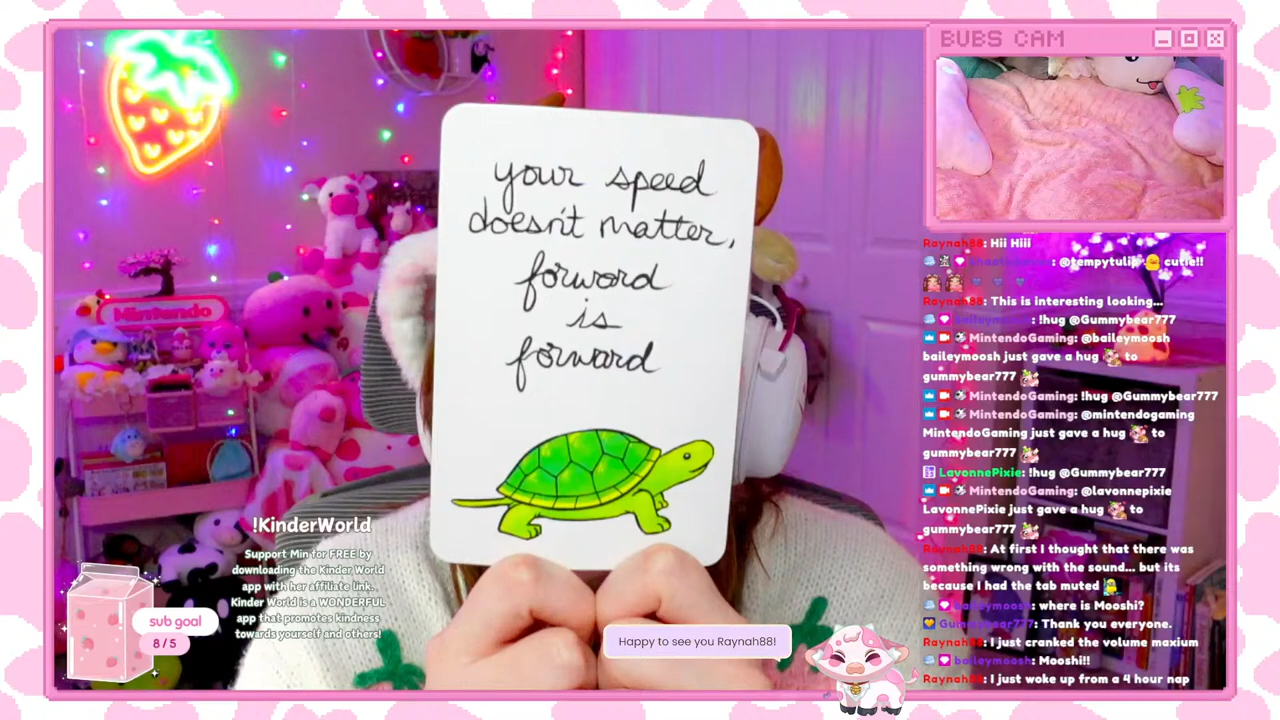 BUBS CAM
your speed
doesn't matter,
forword
is
forward
Mintendo
!KinderWorld
Support Min for FREE by
downloading the Kinder World
app with her affiliate link.
Kinder World is a WONDERFUL
app that promotes kindness
towards yourself and others!
sub goal
8/5
Happy to see you Raynah88!
Raynah88: Hii Hiii
: @tempytulip cutie!!
Raynah88: This is interesting looking...
: !hug @Gummybear777
MintendoGaming: @baileymoosh
baileymoosh just gave a hug to
gummybear777
MintendoGaming: !hug @Gummybear777
MintendoGaming: @mintendogaming
MintendoGaming just gave a hug to
gummybear777
LavonnePixie: !hug @Gummybear777
MintendoGaming: @lavonnepixie
LavonnePixie just gave a hug to
gummybear777
Raynah88: At first I thought that there was
something wrong with the sound... but its
because I had the tab muted
baileymoosh: where is Mooshi?
Gummybear777: Thank you everyone.
Raynah88: I just cranked the volume maxium
baileymoosh: Mooshi!!
Raynah88: I just woke up from a 4 hour nap